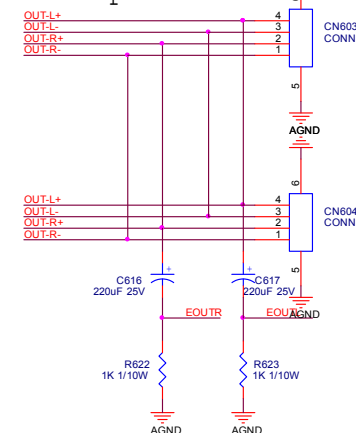 OUT-L+
OUT-L-
OUT-R+
OUT-R-
4
3
2
1
CN603
CONN
5
AGND
6
OUT-L+
OUT-L-
OUT-R+
OUT-R-
4
3
2
1
CN604
CONN
5
AGND
C616
220uF 25V
+
C617
220uF 25V
+
EOUTR
R622
1K 1/10W
R623
1K 1/10W
AGND
AGND